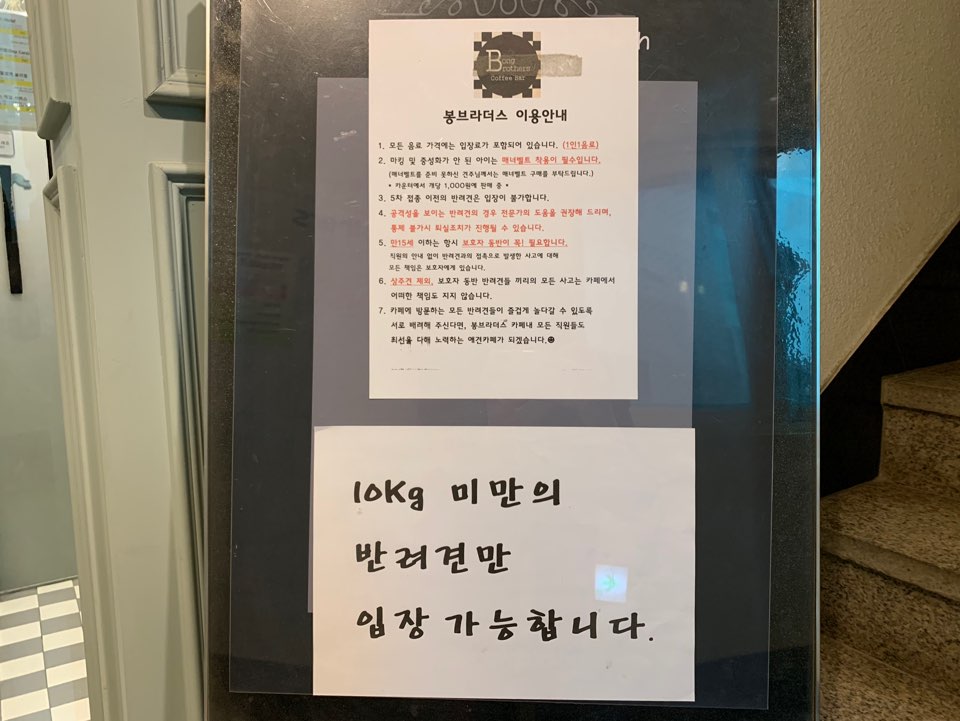 Bong
Brothers
Coffee Bar
봉브라더스 이용안내
1. 모든 음료 가격에는 입장료가 포함되어 있습니다. (1인1음료)
2. 마킹 및 중성화가 안 된 아이는 매너벨트 착용이 필수입니다.
(매너벨트를 준비 못하신 견주님께서는 매너벨트 구매를 부탁드립니다.)
* 카운터에서 개당 1,000원에 판매 중 *
3. 5차 접종 이전의 반려견은 입장이 불가합니다.
4. 공격성을 보이는 반려견의 경우 전문가의 도움을 권장해 드리며,
통제 불가시 퇴실조치가 진행될 수 있습니다.
5. 만15세 이하는 항시 보호자 동반이 꼭! 필요합니다.
직원의 안내 없이 반려견과의 접촉으로 발생한 사고에 대해
모든 책임은 보호자에게 있습니다.
6. 상주견 제외, 보호자 동반 반려견들 끼리의 모든 사고는 카페에서
어떠한 책임도 지지 않습니다.
7. 카페에 방문하는 모든 반려견들이 즐겁게 놀다갈 수 있도록
서로 배려해 주신다면, 봉브라더스 카페내 모든 직원들도
최선을 다해 노력하는 애견카페가 되겠습니다.☻
10Kg 미만의
반려견만
입장 가능합니다.